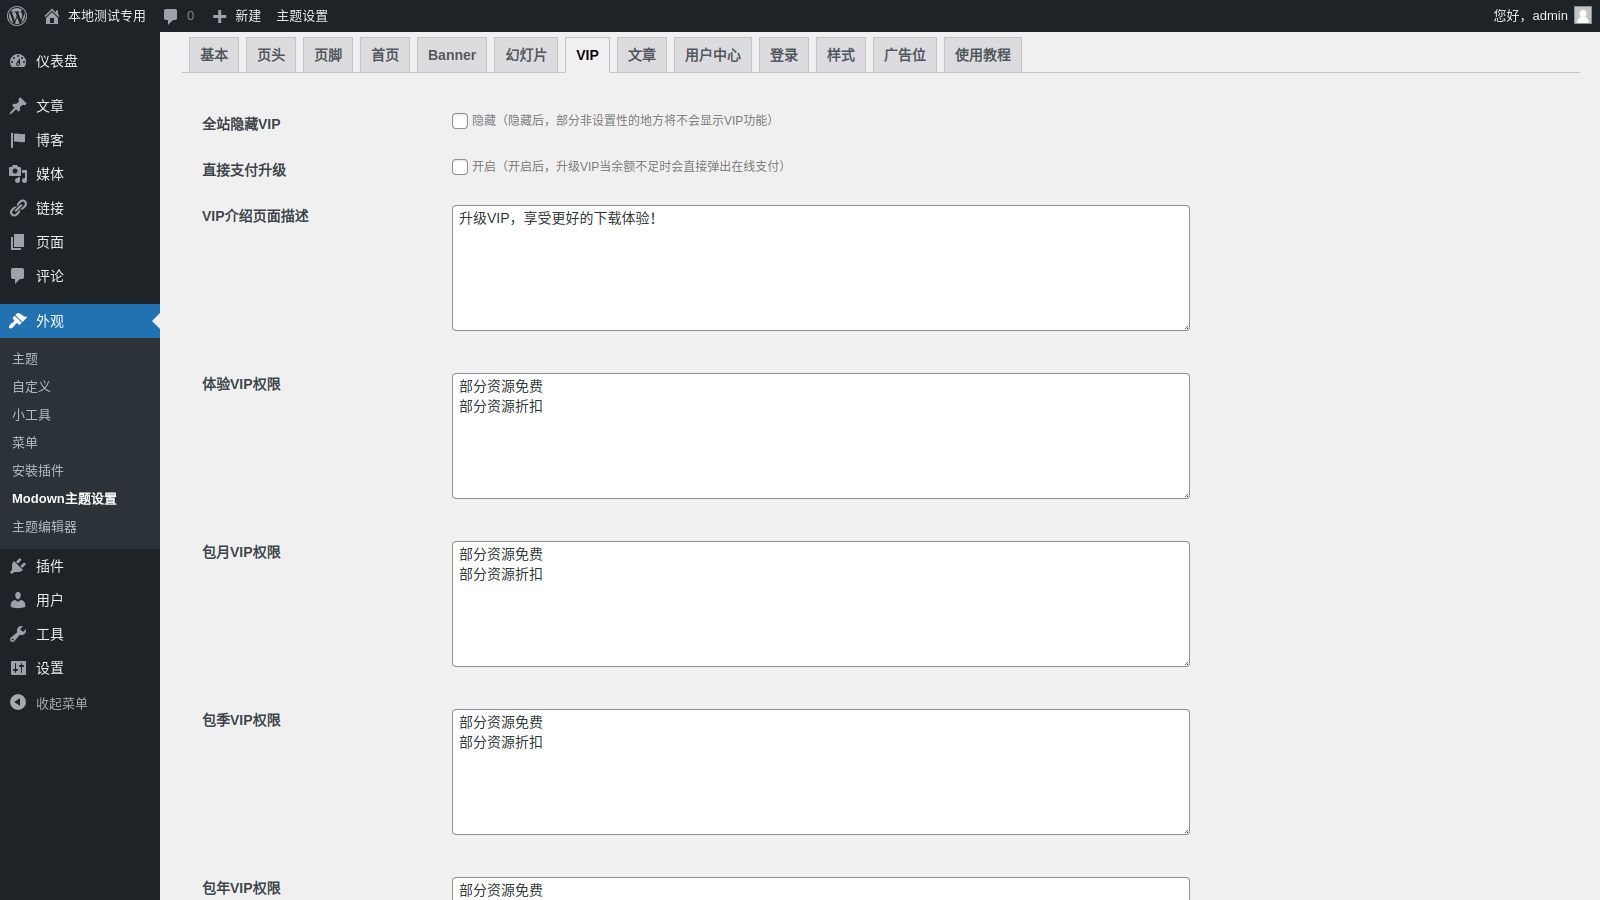 本地测试专用
0
新建
主题设置
您好，admin
仪表盘
文章
博客
媒体
链接
页面
评论
外观
主题
自定义
小工具
菜单
安裝插件
Modown主题设置
主题编辑器
插件
用户
工具
设置
收起菜单
基本
页头
页脚
首页
Banner
幻灯片
VIP
文章
用户中心
登录
样式
广告位
使用教程
全站隐藏VIP
隐藏（隐藏后，部分非设置性的地方将不会显示VIP功能）
直接支付升级
开启（开启后，升级VIP当余额不足时会直接弹出在线支付）
VIP介绍页面描述
升级VIP，享受更好的下载体验！
体验VIP权限
部分资源免费
部分资源折扣
包月VIP权限
部分资源免费
部分资源折扣
包季VIP权限
部分资源免费
部分资源折扣
包年VIP权限
部分资源免费